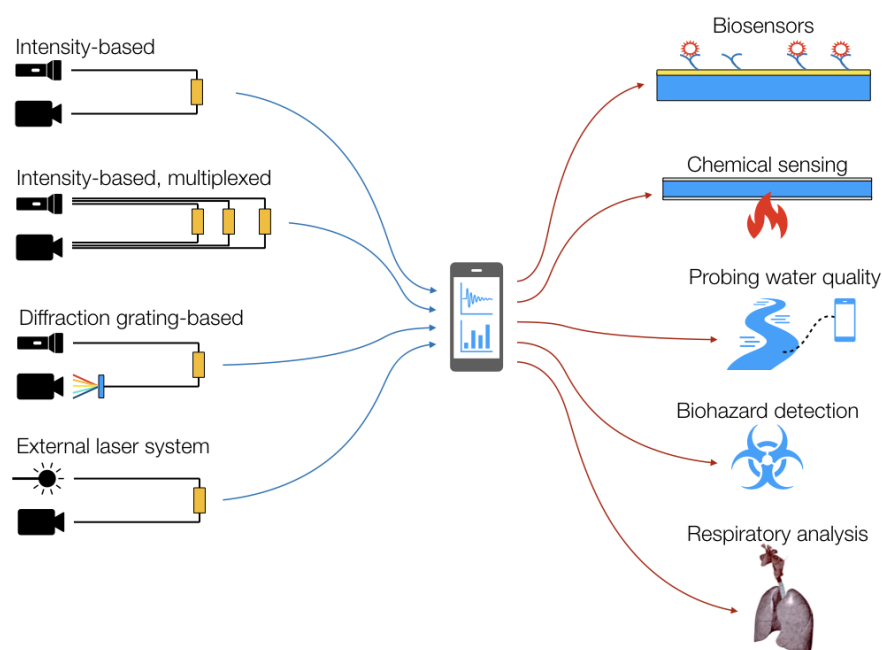 Intensity-based
Intensity-based, multiplexed
Diffraction grating-based
External laser system
Biosensors
Chemical sensing
Probing water quality
Biohazard detection
Respiratory analysis